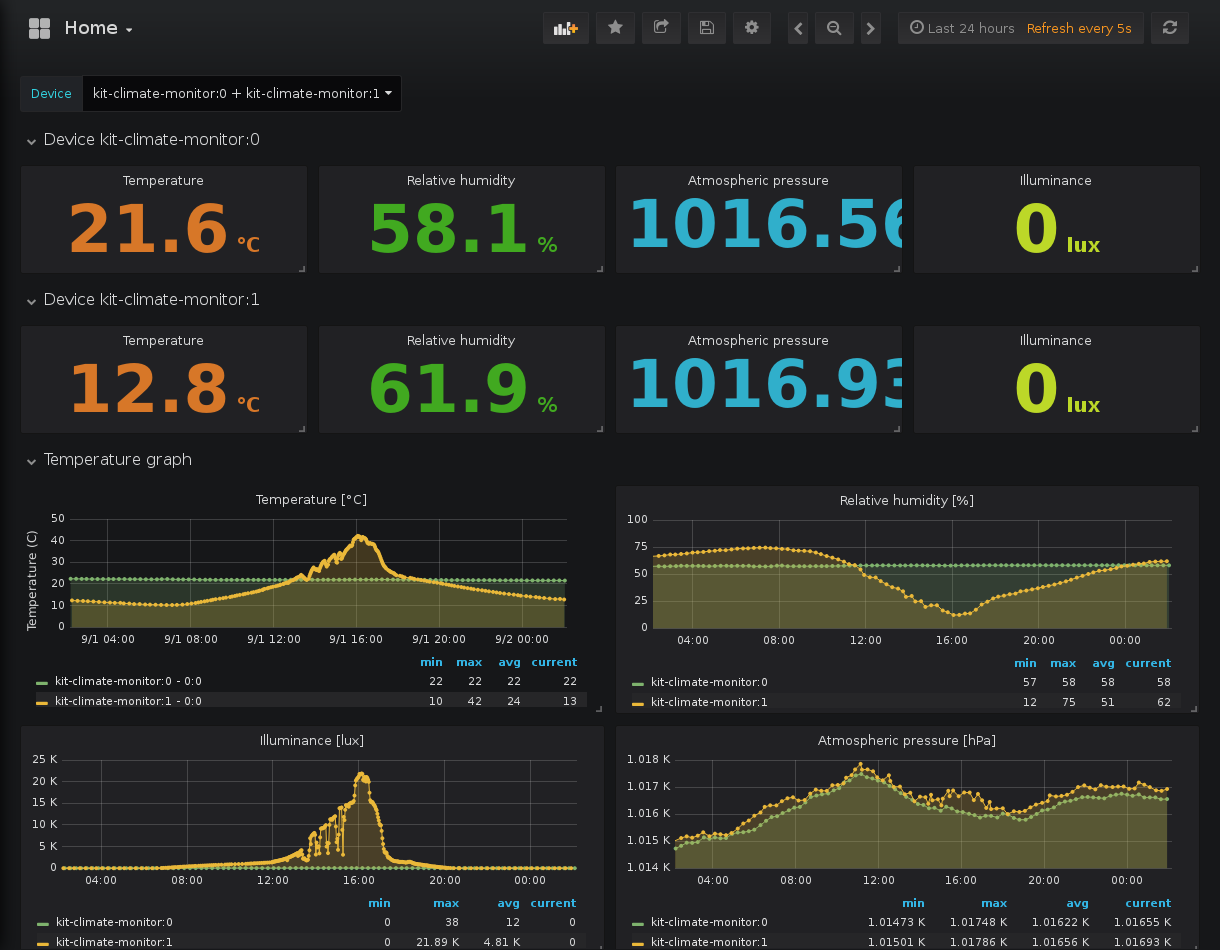 Home
Last 24 hours Refresh every 5s
Device kit-climate-monitor:0 + kit-climate-monitor:1
Device kit-climate-monitor:0
Temperature Relative humidity Atmospheric pressure Illuminance
21.6 °C 58.1 % 1016.56 0 lux
Device kit-climate-monitor:1
Temperature Relative humidity Atmospheric pressure Illuminance
12.8 °C 61.9 % 1016.93 0 lux
Temperature graph
Temperature [°C]
Temperature (C)
50
40
30
20
10
0
9/1 04:00 9/1 08:00 9/1 12:00 9/1 16:00 9/1 20:00 9/2 00:00
min max avg current
kit-climate-monitor:0 - 0:0 22 22 22 22
kit-climate-monitor:1 - 0:0 10 42 24 13
Relative humidity [%]
100
75
50
25
0
04:00 08:00 12:00 16:00 20:00 00:00
min max avg current
kit-climate-monitor:0 57 58 58 58
kit-climate-monitor:1 12 75 51 62
Illuminance [lux]
25 K
20 K
15 K
10 K
5 K
0
04:00 08:00 12:00 16:00 20:00 00:00
min max avg current
kit-climate-monitor:0 0 38 12 0
kit-climate-monitor:1 0 21.89 K 4.81 K 0
Atmospheric pressure [hPa]
1.018 K
1.017 K
1.016 K
1.015 K
1.014 K
04:00 08:00 12:00 16:00 20:00 00:00
min max avg current
kit-climate-monitor:0 1.01473 K 1.01748 K 1.01622 K 1.01655 K
kit-climate-monitor:1 1.01501 K 1.01786 K 1.01656 K 1.01693 K